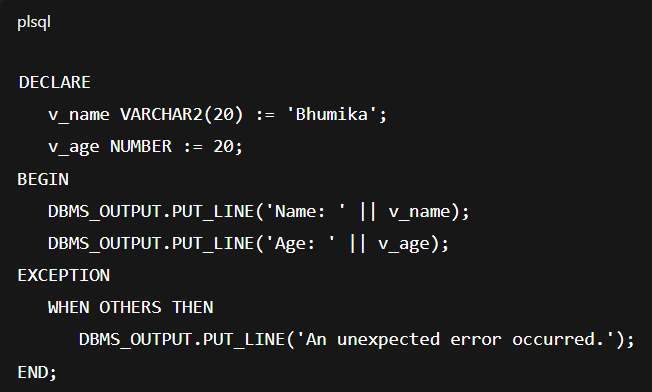 plsql
DECLARE
v_name VARCHAR2(20) := 'Bhumika';
v_age NUMBER := 20;
BEGIN
DBMS_OUTPUT.PUT_LINE('Name: ' || v_name);
DBMS_OUTPUT.PUT_LINE('Age: ' || v_age);
EXCEPTION
WHEN OTHERS THEN
DBMS_OUTPUT.PUT_LINE('An unexpected error occurred.');
END;